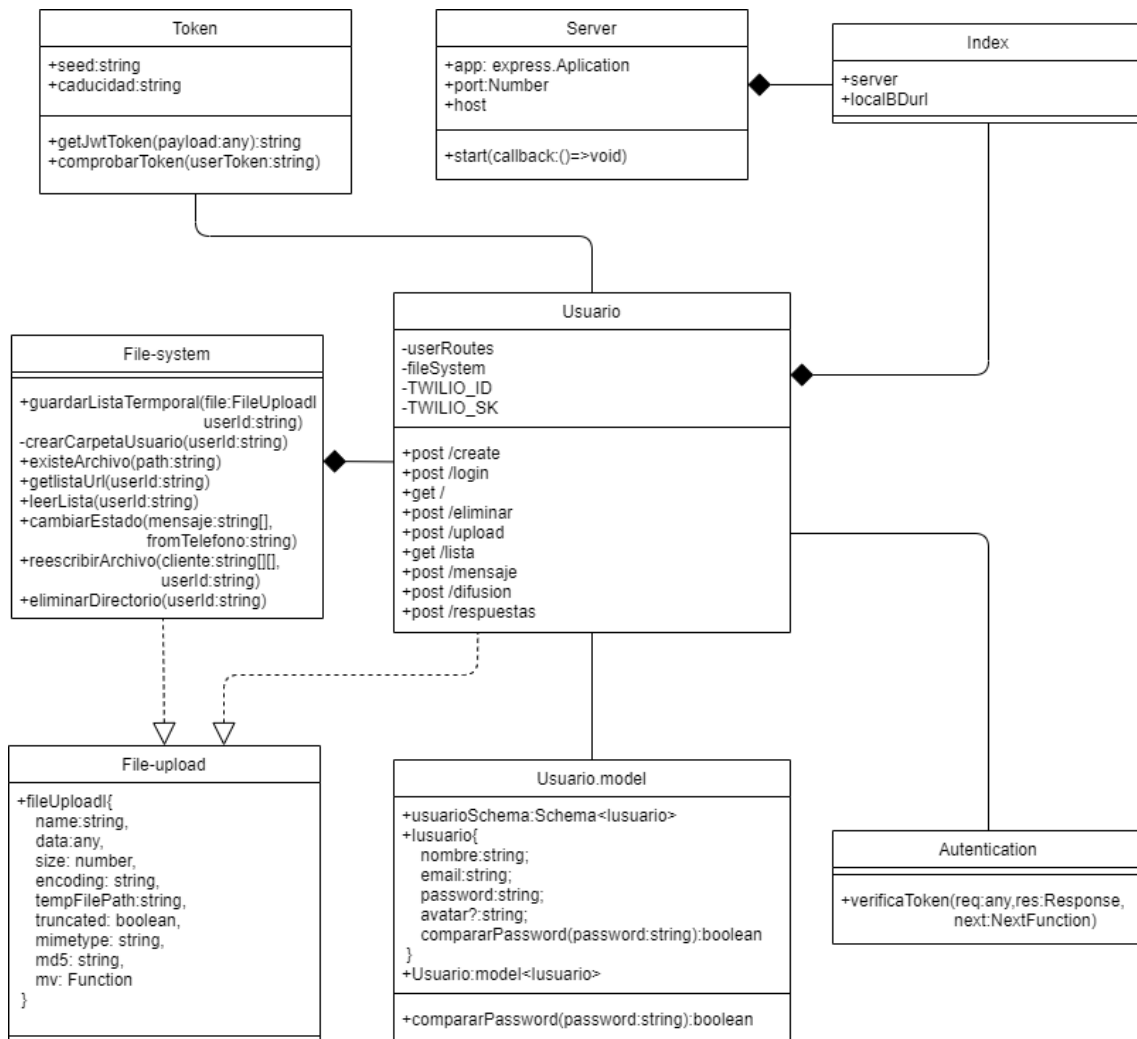 Token
+seed:string
+caducidad:string
+getJwtToken(payload:any):string
+comprobarToken(userToken:string)
Server
+app: express.Aplication
+port:Number
+host
+start(callback:()=>void)
Index
+server
+localBDurl
File-system
+guardarListaTermporal(file:FileUploadI
userId:string)
-crearCarpetaUsuario(userId:string)
+existeArchivo(path:string)
+getlistaUrl(userId:string)
+leerLista(userId:string)
+cambiarEstado(mensaje:string[],
fromTelefono:string)
+reescribirArchivo(cliente:string[][],
userId:string)
+eliminarDirectorio(userId:string)
Usuario
-userRoutes
-fileSystem
-TWILIO_ID
-TWILIO_SK
+post /create
+post /login
+get /
+post /eliminar
+post /upload
+get /lista
+post /mensaje
+post /difusion
+post /respuestas
File-upload
+fileUploadI{
name:string,
data:any,
size: number,
encoding: string,
tempFilePath:string,
truncated: boolean,
mimetype: string,
md5: string,
mv: Function
}
Usuario.model
+usuarioSchema:Schema<Iusuario>
+Iusuario{
nombre:string;
email:string;
password:string;
avatar?:string;
compararPassword(password:string):boolean
}
+Usuario:model<Iusuario>
+compararPassword(password:string):boolean
Autentication
+verificaToken(req:any,res:Response,
next:NextFunction)